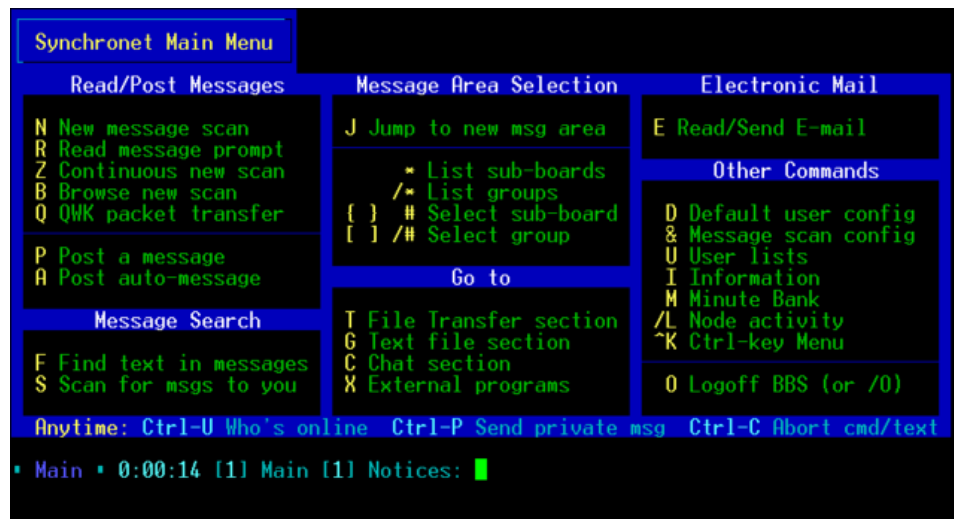 Synchronet Main Menu
Read/Post Messages
N New message scan
R Read message prompt
Z Continuous new scan
B Browse new scan
Q QWK packet transfer
P Post a message
A Post auto-message
Message Search
F Find text in messages
S Scan for msgs to you
Message Area Selection
J Jump to new msg area
* List sub-boards
/* List groups
{ } # Select sub-board
[ ] /# Select group
Go to
T File Transfer section
G Text file section
C Chat section
X External programs
Electronic Mail
E Read/Send E-mail
Other Commands
D Default user config
& Message scan config
U User lists
I Information
M Minute Bank
/L Node activity
^K Ctrl-key Menu
O Logoff BBS (or /O)
Anytime: Ctrl-U Who's online Ctrl-P Send private msg Ctrl-C Abort cmd/text
▪ Main ▪ 0:00:14 [1] Main [1] Notices: